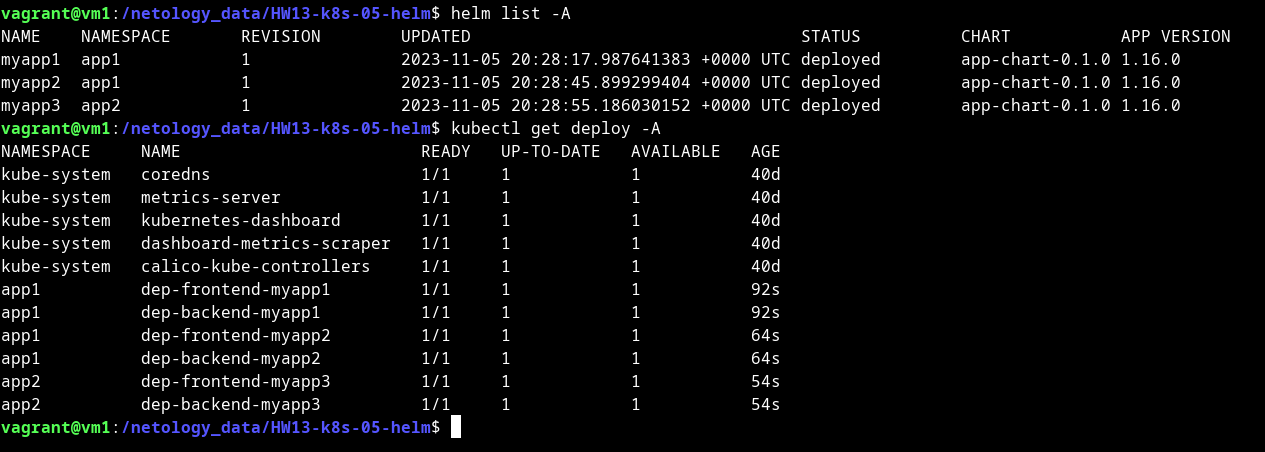 vagrant@vm1:/netology_data/HW13-k8s-05-helm$ helm list -A
NAME    NAMESPACE       REVISION        UPDATED                                 STATUS          CHART           APP VERSION
myapp1  app1            1               2023-11-05 20:28:17.987641383 +0000 UTC deployed        app-chart-0.1.0 1.16.0
myapp2  app1            1               2023-11-05 20:28:45.899299404 +0000 UTC deployed        app-chart-0.1.0 1.16.0
myapp3  app2            1               2023-11-05 20:28:55.186030152 +0000 UTC deployed        app-chart-0.1.0 1.16.0
vagrant@vm1:/netology_data/HW13-k8s-05-helm$ kubectl get deploy -A
NAMESPACE     NAME                        READY   UP-TO-DATE   AVAILABLE   AGE
kube-system   coredns                     1/1     1            1           40d
kube-system   metrics-server              1/1     1            1           40d
kube-system   kubernetes-dashboard        1/1     1            1           40d
kube-system   dashboard-metrics-scraper   1/1     1            1           40d
kube-system   calico-kube-controllers     1/1     1            1           40d
app1          dep-frontend-myapp1         1/1     1            1           92s
app1          dep-backend-myapp1          1/1     1            1           92s
app1          dep-frontend-myapp2         1/1     1            1           64s
app1          dep-backend-myapp2          1/1     1            1           64s
app2          dep-frontend-myapp3         1/1     1            1           54s
app2          dep-backend-myapp3          1/1     1            1           54s
vagrant@vm1:/netology_data/HW13-k8s-05-helm$